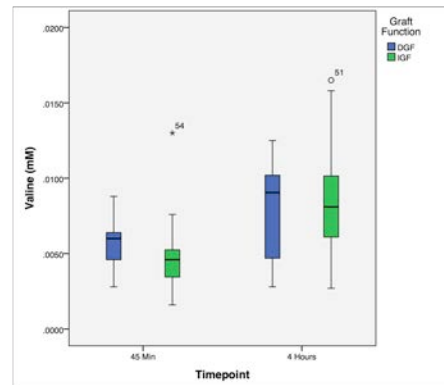 Graft
Function
DGF
IGF
.0200
.0150
.0100
.0050
.0000
Valine (mM)
54
51
45 Min
4 Hours
Timepoint